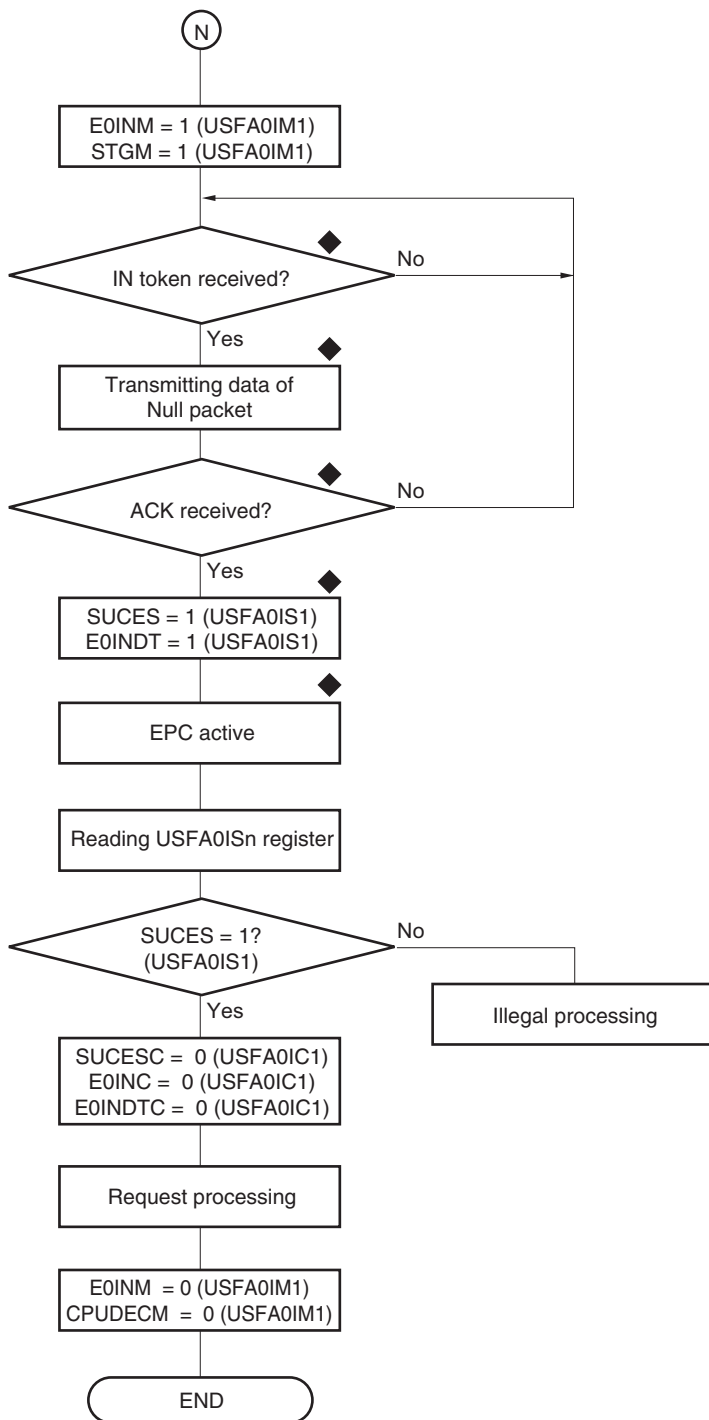 N
E0INM = 1 (USFA0IM1)
STGM = 1 (USFA0IM1)
IN token received?
No
Yes
Transmitting data of
Null packet
ACK received?
No
Yes
SUCES = 1 (USFA0IS1)
E0INDT = 1 (USFA0IS1)
EPC active
Reading USFA0ISn register
SUCES = 1?
(USFA0IS1)
No
Illegal processing
Yes
SUCESC = 0 (USFA0IC1)
E0INC = 0 (USFA0IC1)
E0INDTC = 0 (USFA0IC1)
Request processing
E0INM = 0 (USFA0IM1)
CPUDECM = 0 (USFA0IM1)
END